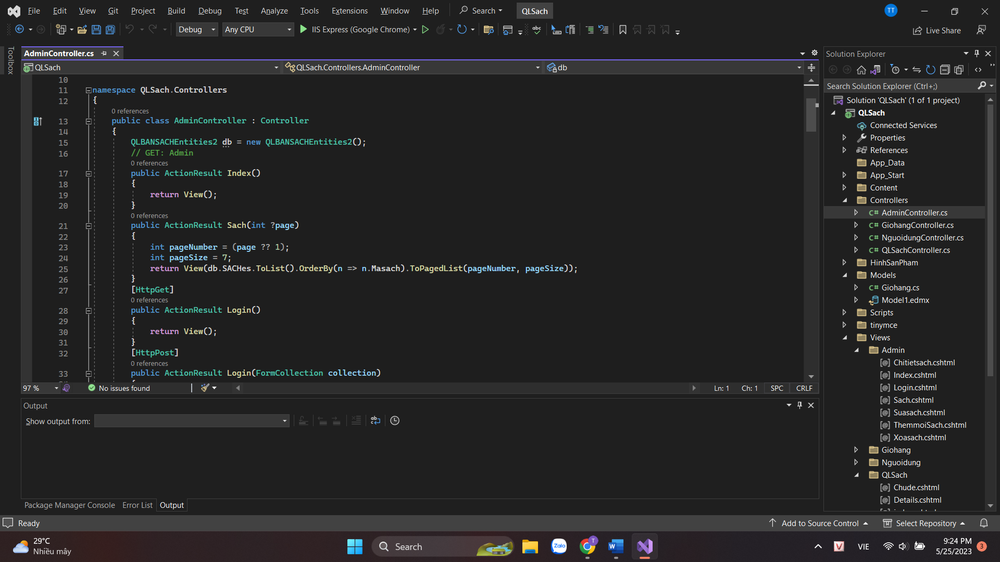 File Edit View Git Project Build Debug Test Analyze Tools Extensions Window Help Search QLSach TT
Debug Any CPU IIS Express (Google Chrome) Live Share
Toolbox
AdminController.cs
QLSach QLSach.Controllers.AdminController db
10
11 namespace QLSach.Controllers
12 {
0 references
13 public class AdminController : Controller
14 {
15 QLBANSACHEntities2 db = new QLBANSACHEntities2();
16 // GET: Admin
0 references
17 public ActionResult Index()
18 {
19 return View();
20 }
0 references
21 public ActionResult Sach(int ?page)
22 {
23 int pageNumber = (page ?? 1);
24 int pageSize = 7;
25 return View(db.SACHes.ToList().OrderBy(n => n.Masach).ToPagedList(pageNumber, pageSize));
26 }
27 [HttpGet]
0 references
28 public ActionResult Login()
29 {
30 return View();
31 }
32 [HttpPost]
0 references
33 public ActionResult Login(FormCollection collection)
97 % No issues found Ln: 1 Ch: 1 SPC CRLF
Output
Show output from:
Package Manager Console Error List Output
Solution Explorer
Search Solution Explorer (Ctrl+;)
Solution 'QLSach' (1 of 1 project)
QLSach
Connected Services
Properties
References
App_Data
App_Start
Content
Controllers
C# AdminController.cs
C# GiohangController.cs
C# NguoidungController.cs
C# QLSachController.cs
HinhSanPham
Models
C# Giohang.cs
Model1.edmx
Scripts
tinymce
Views
Admin
[@] Chitietsach.cshtml
[@] Index.cshtml
[@] Login.cshtml
[@] Sach.cshtml
[@] Suasach.cshtml
[@] ThemmoiSach.cshtml
[@] Xoasach.cshtml
Giohang
Nguoidung
QLSach
[@] Chude.cshtml
[@] Details.cshtml
Ready Add to Source Control Select Repository
29°C
Nhiều mây
Search
Zalo
T
W
V
VIE
9:24 PM
5/25/2023
3